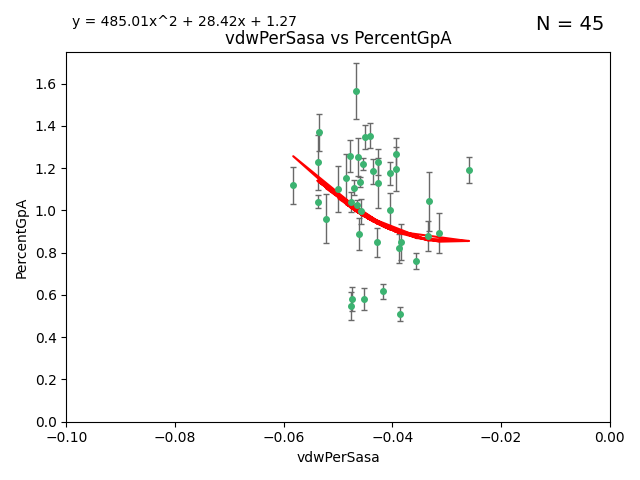 y = 485.01x^2 + 28.42x + 1.27
N = 45
vdwPerSasa vs PercentGpA
PercentGpA
1.6
1.4
1.2
1.0
0.8
0.6
0.4
0.2
0.0
−0.10 −0.08 −0.06 −0.04 −0.02 0.00
vdwPerSasa